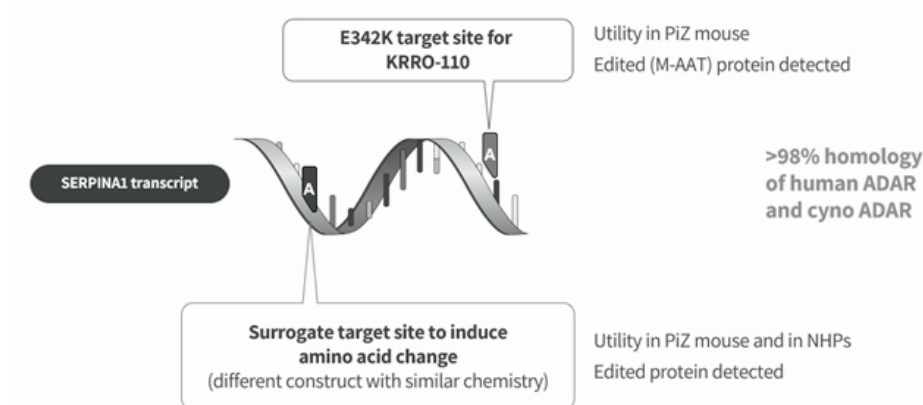 E342K target site for
KRRO-110
Utility in PiZ mouse
Edited (M-AAT) protein detected
A
SERPINA1 transcript
A
>98% homology
of human ADAR
and cyno ADAR
Surrogate target site to induce
amino acid change
(different construct with similar chemistry)
Utility in PiZ mouse and in NHPs
Edited protein detected